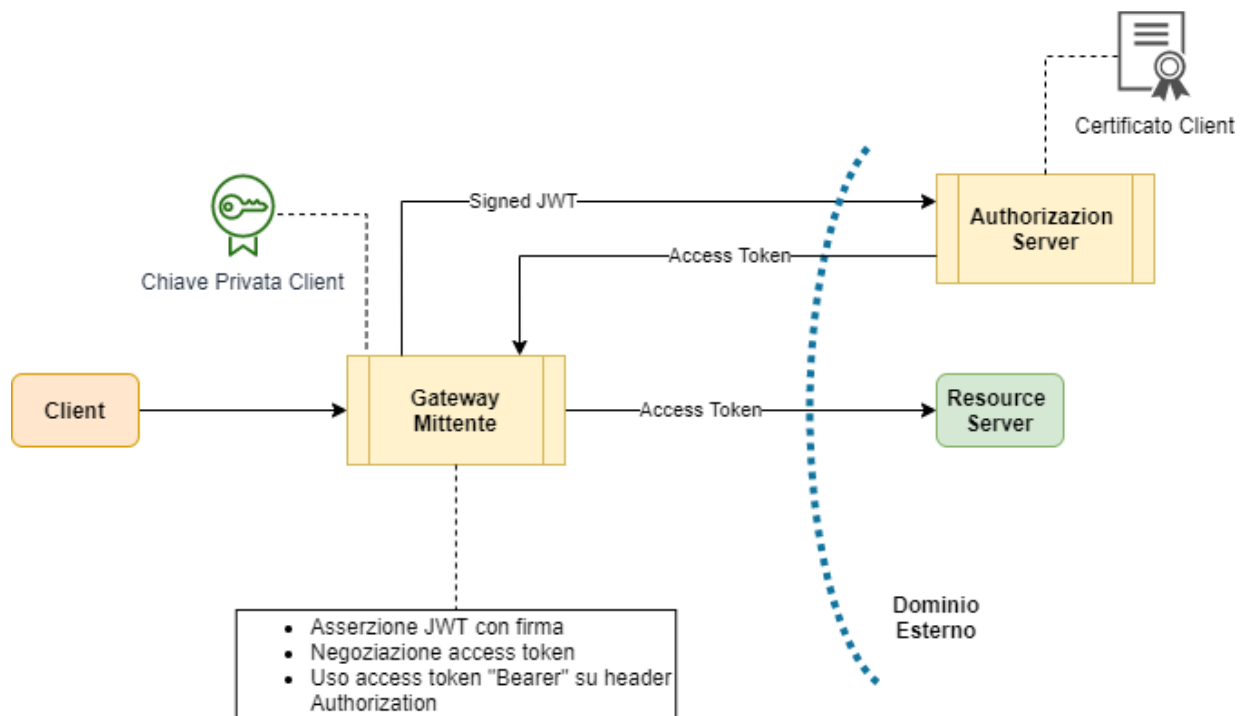 Certificato Client
Signed JWT
Authorizazion
Server
Access Token
Chiave Privata Client
Client
Gateway
Mittente
Access Token
Resource
Server
Dominio
Esterno
• Asserzione JWT con firma
• Negoziazione access token
• Uso access token "Bearer" su header
Authorization